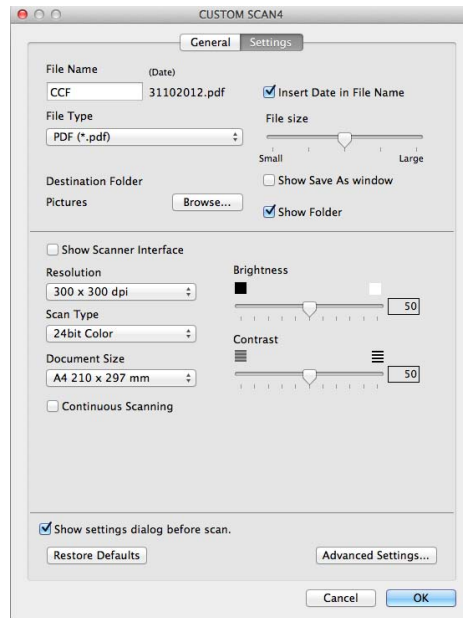 CUSTOM SCAN4
General Settings
File Name (Date)
CCF 31102012.pdf
Insert Date in File Name
File Type
PDF (*.pdf)
File size
Small Large
Destination Folder
Pictures Browse...
Show Save As window
Show Folder
Show Scanner Interface
Resolution
300 x 300 dpi
Scan Type
24bit Color
Document Size
A4 210 x 297 mm
Continuous Scanning
Brightness
50
Contrast
50
Show settings dialog before scan.
Restore Defaults Advanced Settings...
Cancel OK